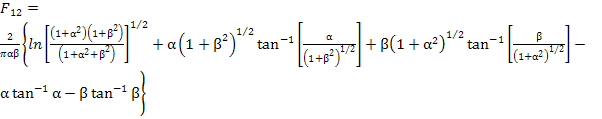 F₁₂ =
2/(παβ) {ln[(1+α²)(1+β²)/(1+α²+β²)]^1/2 + α(1 + β²)^1/2 tan⁻¹[α/(1+β²)^1/2] + β(1 + α²)^1/2 tan⁻¹[β/(1+α²)^1/2] −
α tan⁻¹ α − β tan⁻¹ β}